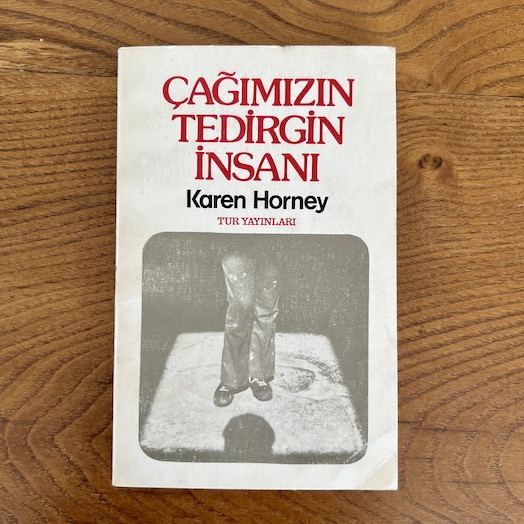 ÇAĞIMIZIN
TEDİRGİN
İNSANI
Karen Horney
TUR YAYINLARI